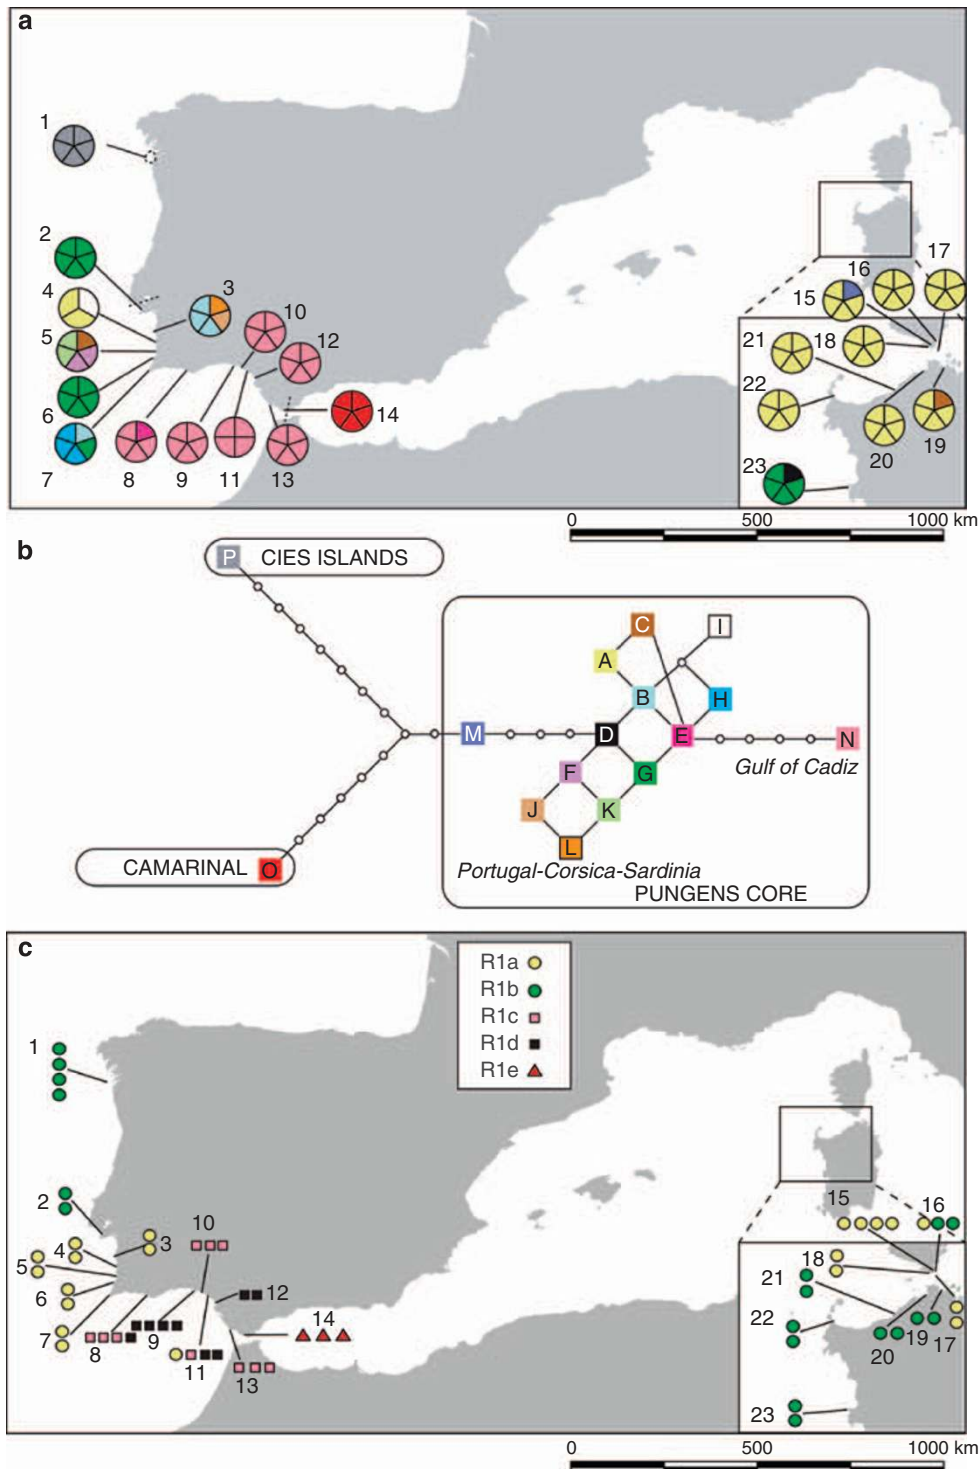 a
1
2
3
4
5
6
7
8
9
10
11
12
13
14
15
16
17
18
19
20
21
22
23
0 500 1000 km
b
P CIES ISLANDS
C I
A
B H
M D E N
Gulf of Cadiz
F G
J K
L
CAMARINAL O
Portugal-Corsica-Sardinia
PUNGENS CORE
c
R1a
R1b
R1c
R1d
R1e
1
2
3
4
5
6
7
8
9
10
11
12
13
14
15
16
17
18
19
20
21
22
23
0 500 1000 km